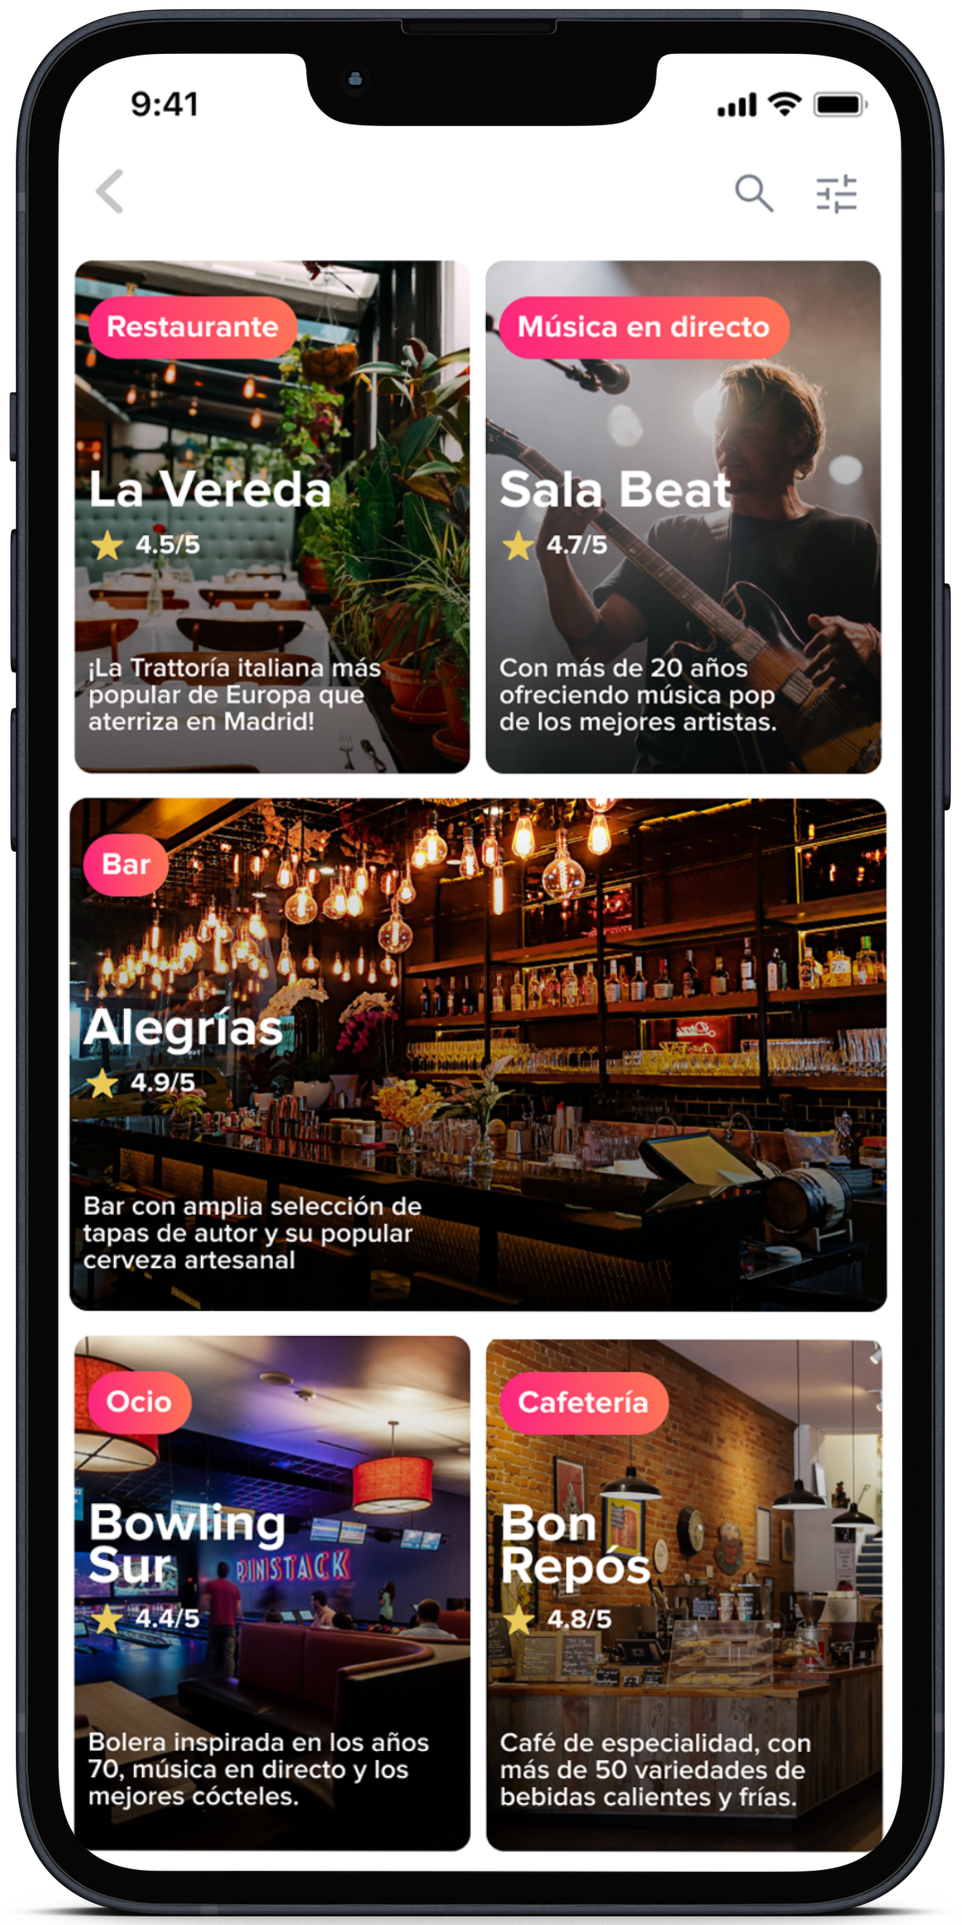 9:41
Restaurante
La Vereda
4.5/5
¡La Trattoría italiana más
popular de Europa que
aterriza en Madrid!
Música en directo
Sala Beat
4.7/5
Con más de 20 años
ofreciendo música pop
de los mejores artistas.
Bar
Alegrías
4.9/5
Bar con amplia selección de
tapas de autor y su popular
cerveza artesanal
Ocio
Bowling
Sur
PINSTACK
4.4/5
Bolera inspirada en los años
70, música en directo y los
mejores cócteles.
Cafetería
Bon
Repós
4.8/5
Café de especialidad, con
más de 50 variedades de
bebidas calientes y frías.